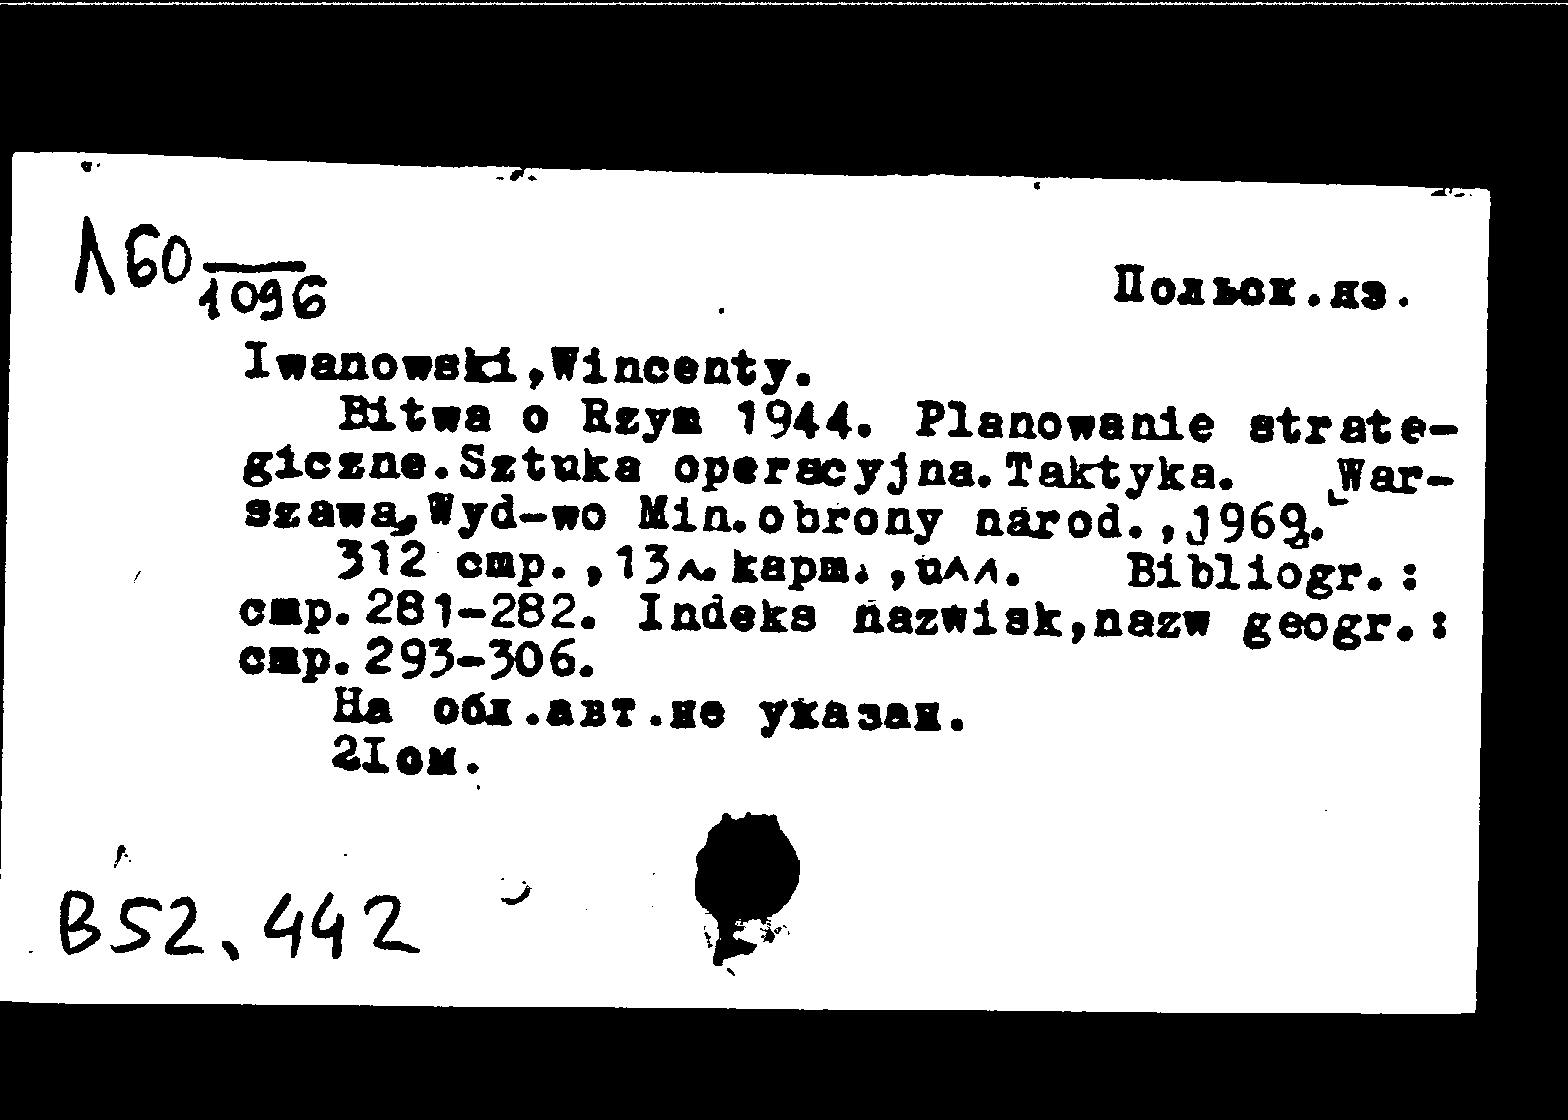 Л60
1096
Польск.яз.
Iwanowski,Wincenty.
Bitwa o Rzym 1944. Planowanie strate-
giczne.Sztuka operacyjna.Taktyka. War-
szawa,Wyd-wo Min.obrony narod.,1969.
312 стр.,13л.карт.,илл. Bibliogr.:
стр.281-282. Indeks nazwisk,nazw geogr.:
стр.293-306.
На обл.авт.не указан.
21см.
В52.442